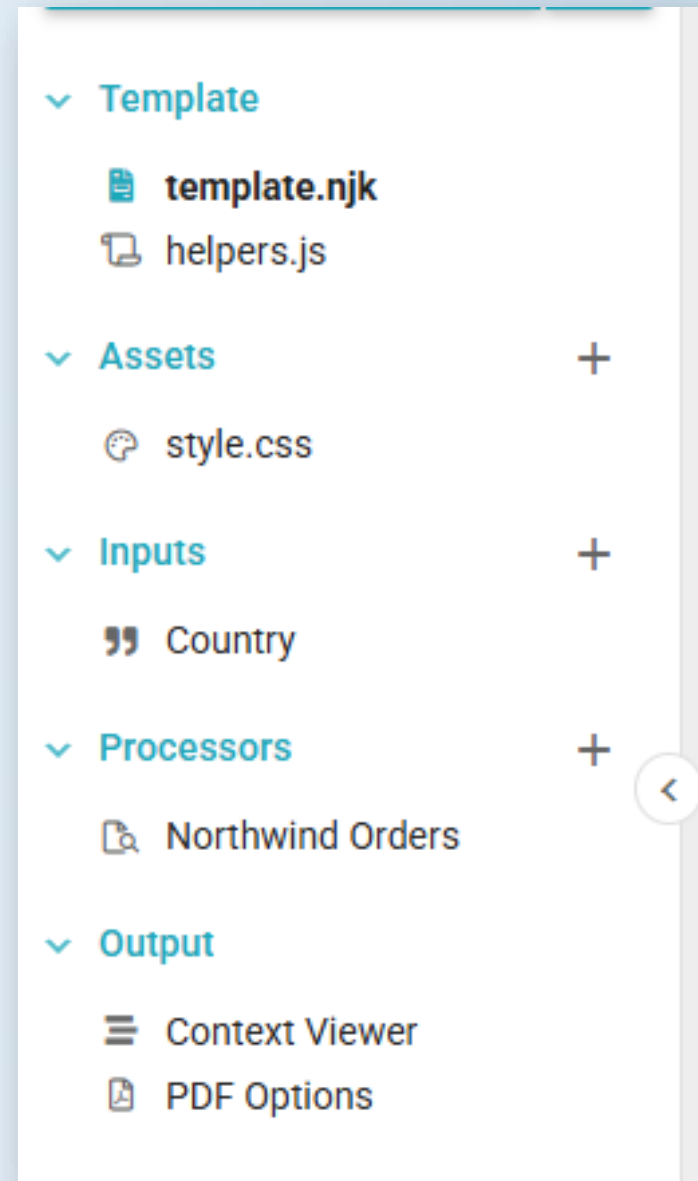 Template
template.njk
helpers.js
Assets
style.css
Inputs
Country
Processors
Northwind Orders
Output
Context Viewer
PDF Options